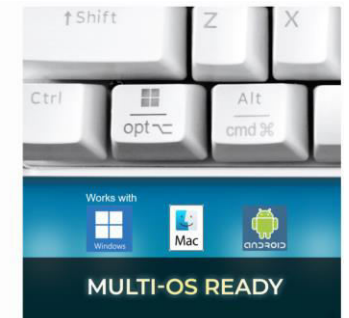 ↑Shift Z X
Ctrl opt⌥ Alt
cmd⌘
Works with
Windows Mac ANDROID
MULTI-OS READY